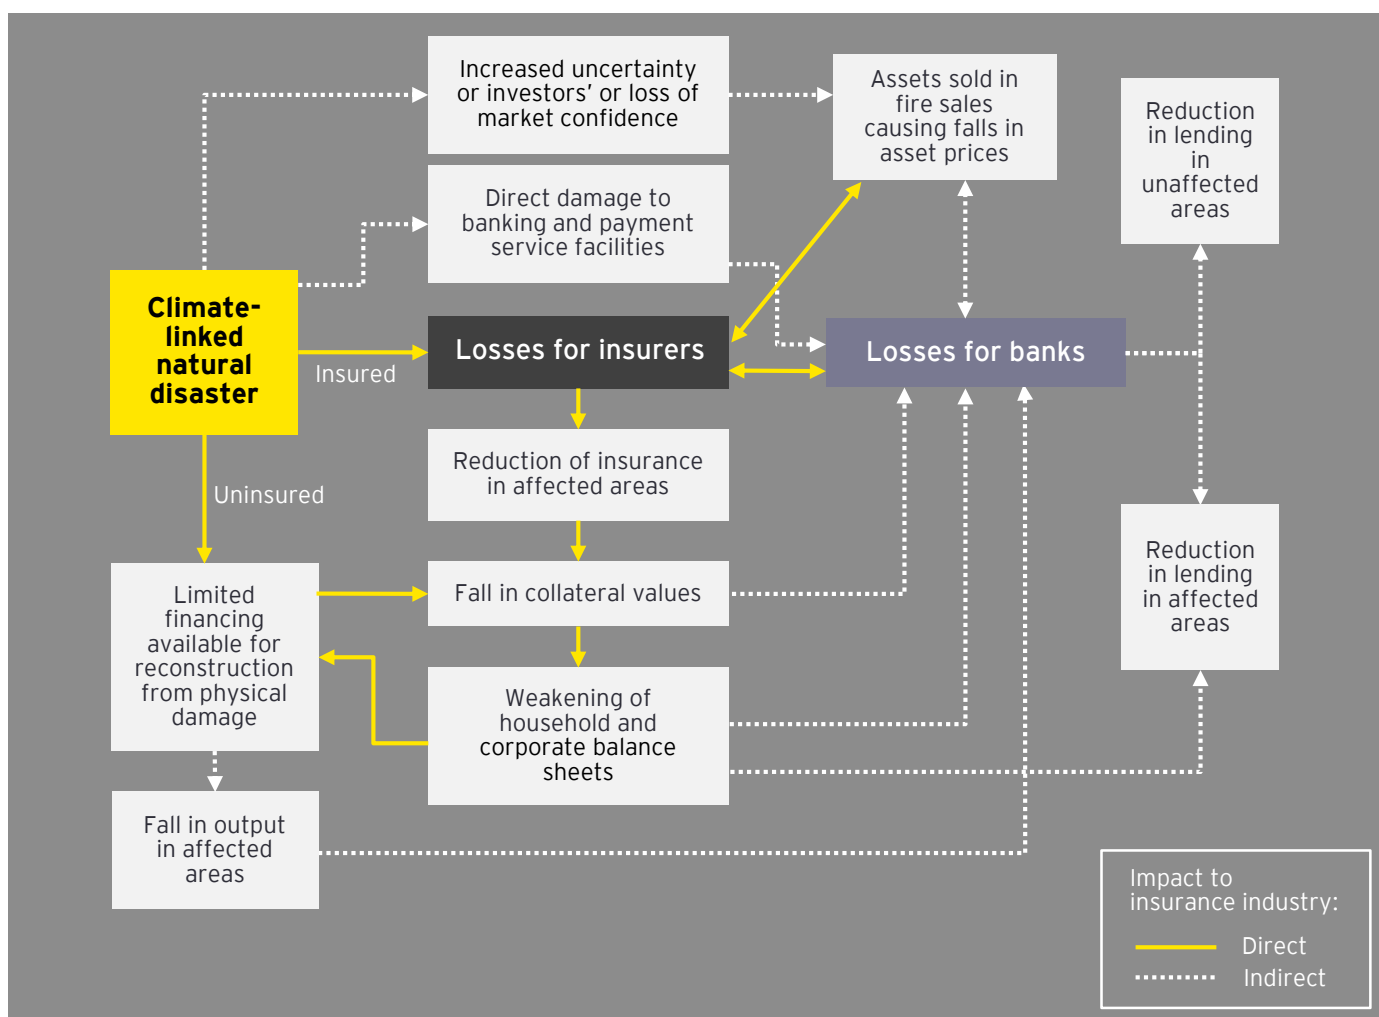 Increased uncertainty
or investors’ or loss of
market confidence
Assets sold in
fire sales
causing falls in
asset prices
Reduction
in lending
in
unaffected
areas
Direct damage to
banking and payment
service facilities
Climate-
linked
natural
disaster
Insured
Losses for insurers
Losses for banks
Uninsured
Reduction of insurance
in affected areas
Limited
financing
available for
reconstruction
from physical
damage
Fall in collateral values
Reduction
in lending
in affected
areas
Weakening of
household and
corporate balance
sheets
Fall in output
in affected
areas
Impact to
insurance industry:
Direct
Indirect